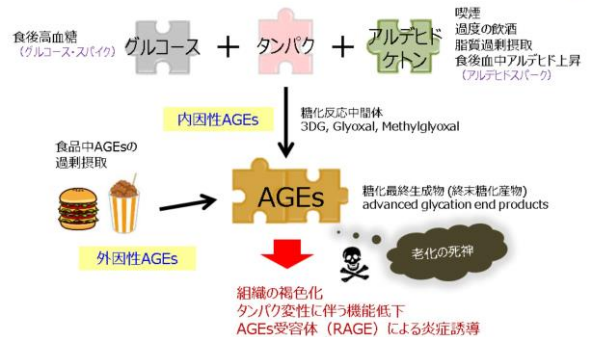 食後高血糖
(グルコース・スパイク)
グルコース
+
タンパク
+
アルデヒド
ケトン
喫煙
過度の飲酒
脂質過剰摂取
食後血中アルデヒド上昇
(アルデヒドスパーク)
内因性AGEs
糖化反応中間体
3DG, Glyoxal, Methylglyoxal
食品中AGEsの
過剰摂取
AGEs
糖化最終生成物 (終末糖化産物)
advanced glycation end products
外因性AGEs
老化の死神
組織の褐色化
タンパク変性に伴う機能低下
AGEs受容体（RAGE）による炎症誘導